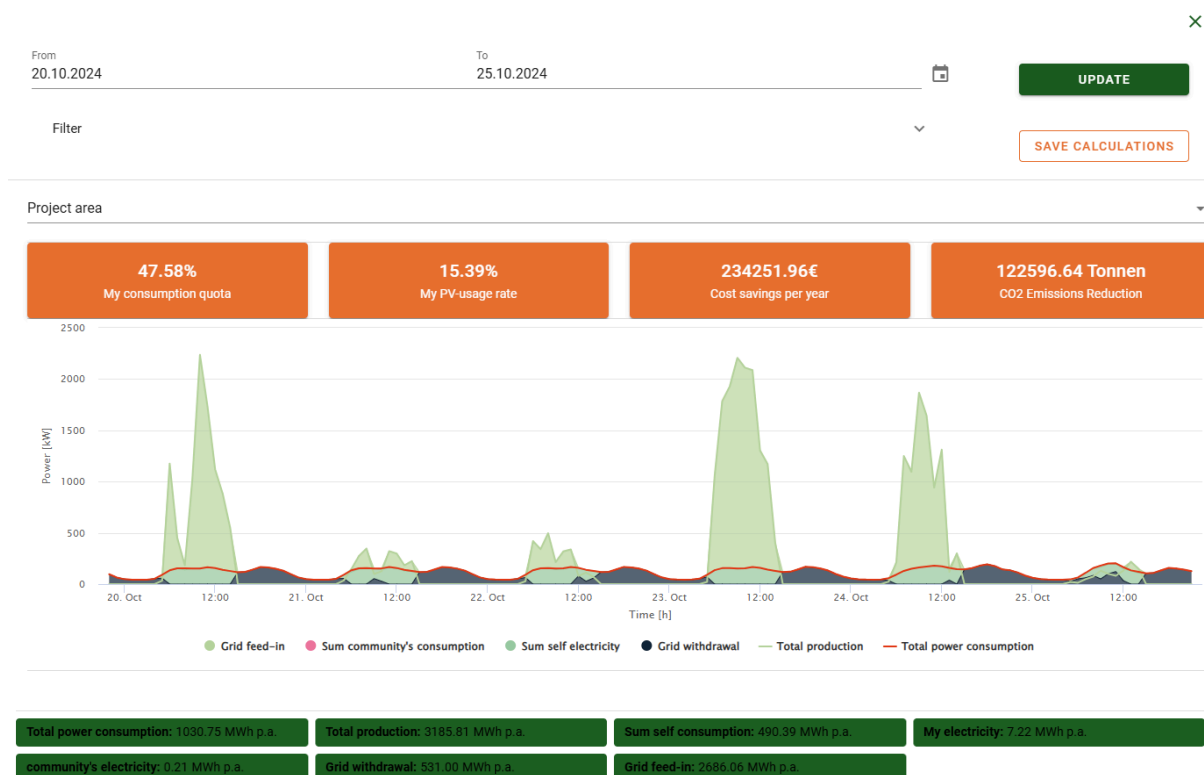 From
20.10.2024
To
25.10.2024
UPDATE
Filter
SAVE CALCULATIONS
Project area
47.58%
My consumption quota
15.39%
My PV-usage rate
234251.96€
Cost savings per year
122596.64 Tonnen
CO2 Emissions Reduction
2500
2000
1500
1000
500
0
Power [kW]
20. Oct 12:00 21. Oct 12:00 22. Oct 12:00 23. Oct 12:00 24. Oct 12:00 25. Oct 12:00
Time [h]
Grid feed-in Sum community's consumption Sum self electricity Grid withdrawal Total production Total power consumption
Total power consumption: 1030.75 MWh p.a.
Total production: 3185.81 MWh p.a.
Sum self consumption: 490.39 MWh p.a.
My electricity: 7.22 MWh p.a.
community's electricity: 0.21 MWh p.a.
Grid withdrawal: 531.00 MWh p.a.
Grid feed-in: 2686.06 MWh p.a.